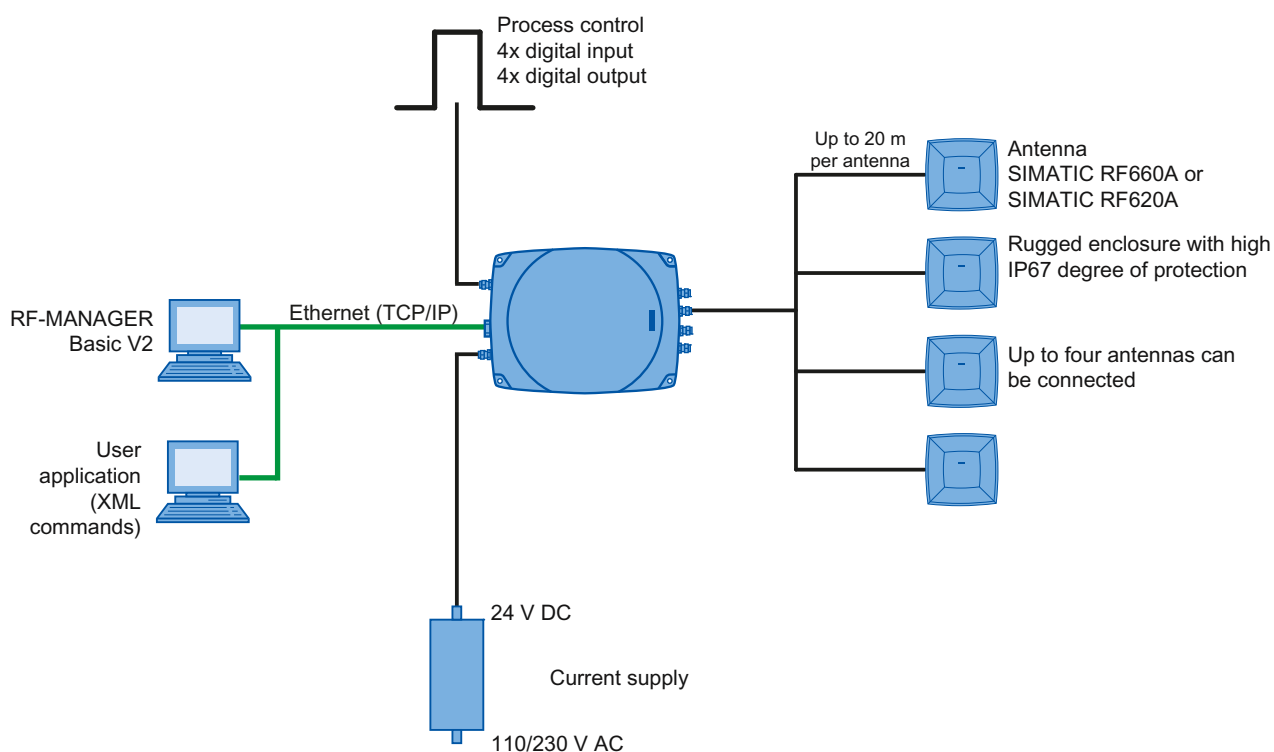 Process control
4x digital input
4x digital output
Up to 20 m
per antenna
Antenna
SIMATIC RF660A or
SIMATIC RF620A
Rugged enclosure with high
IP67 degree of protection
Ethernet (TCP/IP)
RF-MANAGER
Basic V2
Up to four antennas can
be connected
User
application
(XML
commands)
24 V DC
Current supply
110/230 V AC